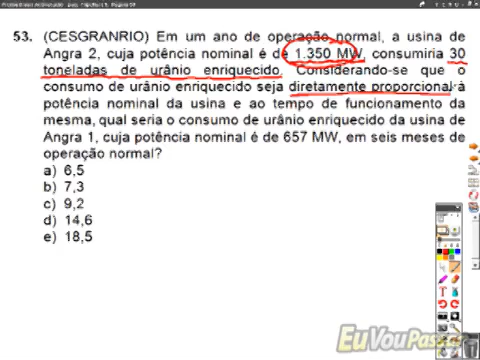 53. (CESGRANRIO) Em um ano de operação normal, a usina de
Angra 2, cuja potência nominal é de 1.350 MW, consumiria 30
toneladas de urânio enriquecido. Considerando-se que o
consumo de urânio enriquecido seja diretamente proporcional à
potência nominal da usina e ao tempo de funcionamento da
mesma, qual seria o consumo de urânio enriquecido da usina de
Angra 1, cuja potência nominal é de 657 MW, em seis meses de
operação normal?
a) 6,5
b) 7,3
c) 9,2
d) 14,6
e) 18,5
EuVouPassar